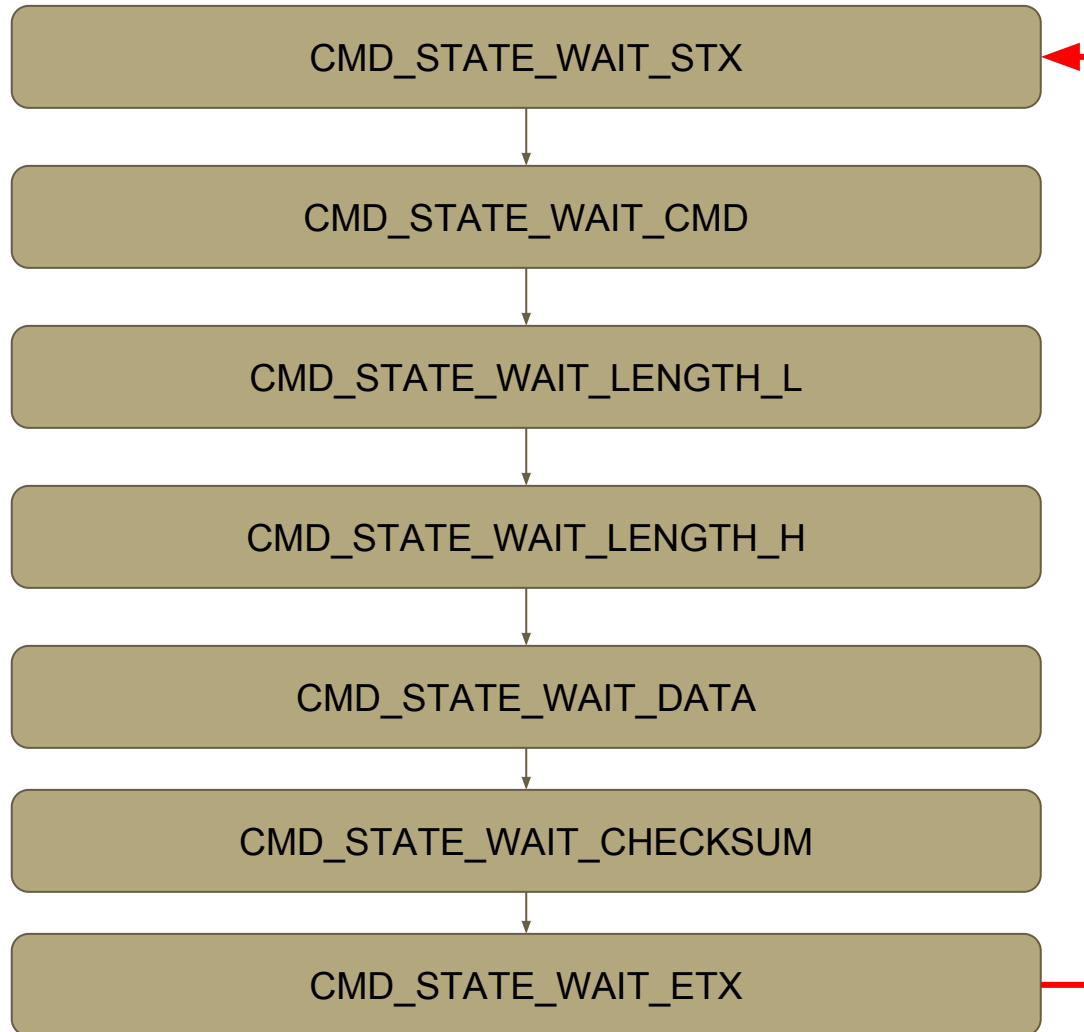 CMD_STATE_WAIT_STX
CMD_STATE_WAIT_CMD
CMD_STATE_WAIT_LENGTH_L
CMD_STATE_WAIT_LENGTH_H
CMD_STATE_WAIT_DATA
CMD_STATE_WAIT_CHECKSUM
CMD_STATE_WAIT_ETX